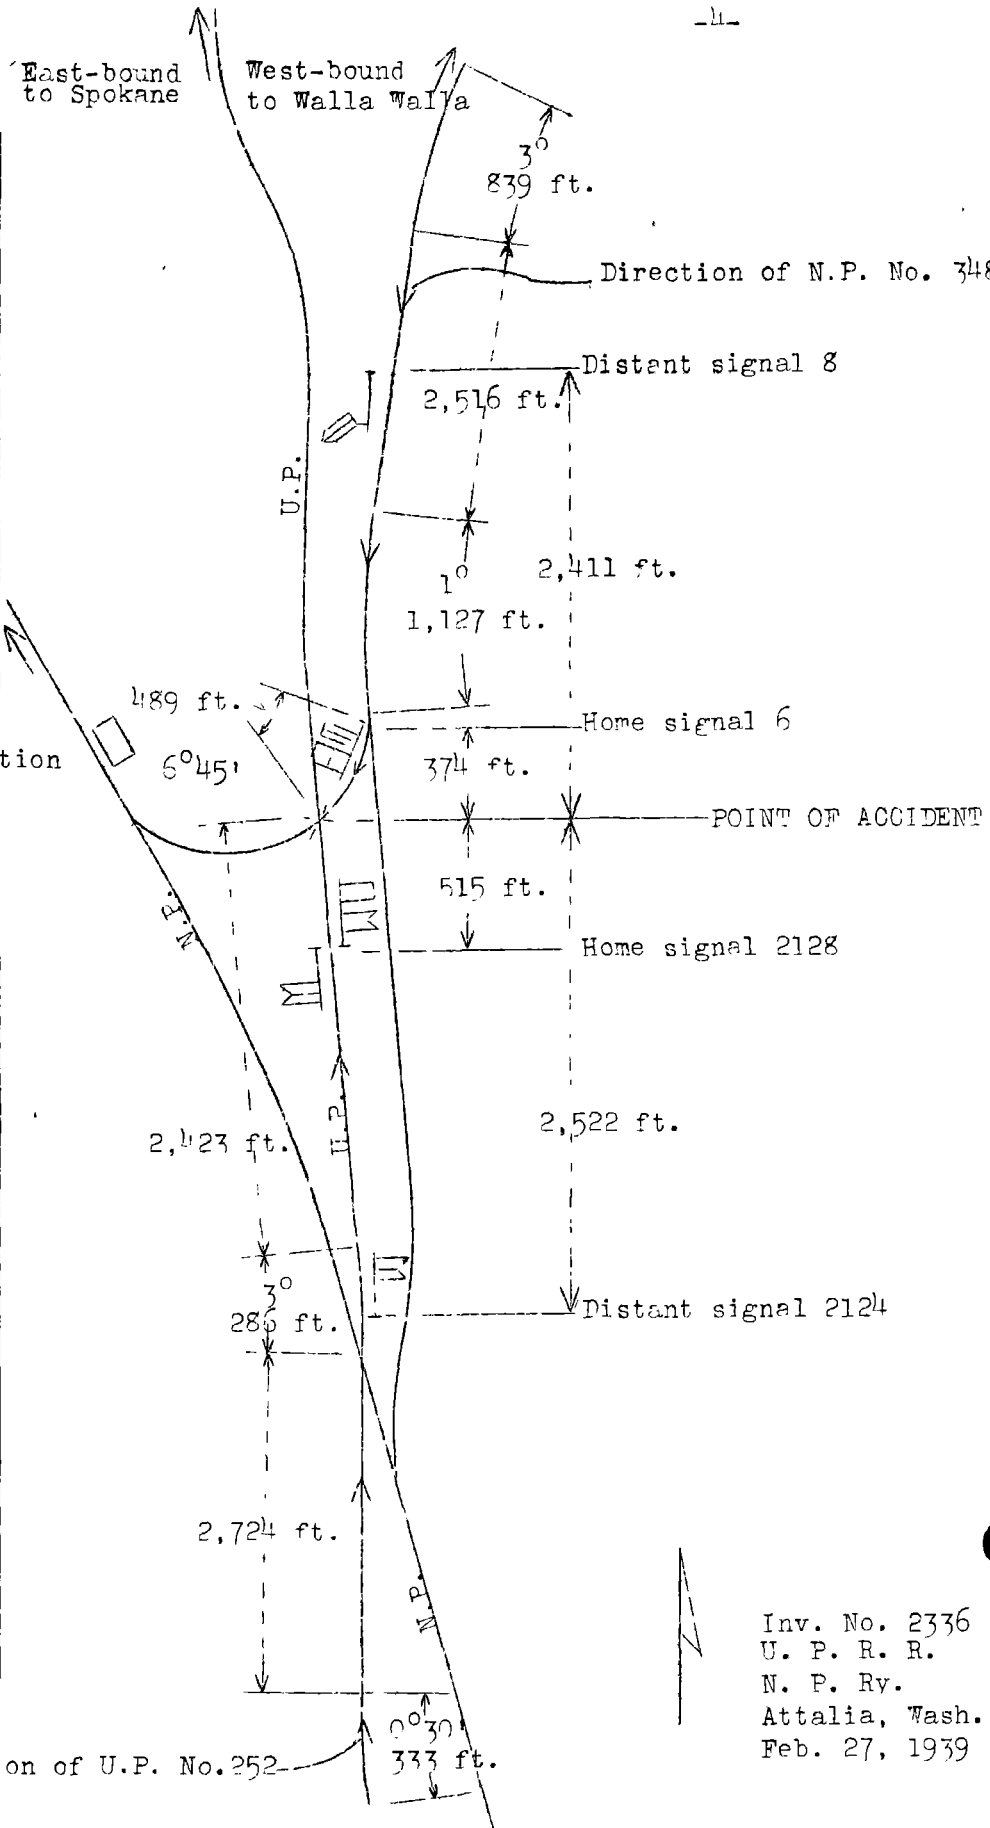 -4-
East-bound
to Spokane
West-bound
to Walla Walla
3°
839 ft.
Direction of N.P. No. 348
Distant signal 8
2,516 ft.
U.P.
2,411 ft.
1°
1,127 ft.
489 ft.
Home signal 6
tion
6°45'
374 ft.
POINT OF ACCIDENT
515 ft.
N.P.
Home signal 2128
U.P.
2,423 ft.
2,522 ft.
3°
286 ft.
Distant signal 2124
2,724 ft.
N.P.
Inv. No. 2336
U. P. R. R.
N. P. Ry.
Attalia, Wash.
Feb. 27, 1939
0°30'
333 ft.
on of U.P. No.252